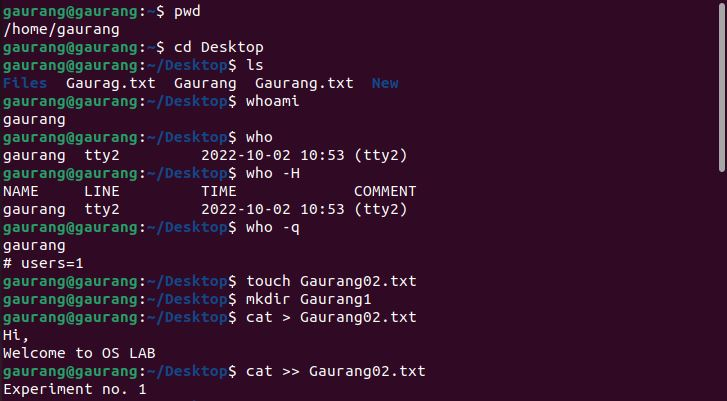 gaurang@gaurang:~$ pwd
/home/gaurang
gaurang@gaurang:~$ cd Desktop
gaurang@gaurang:~/Desktop$ ls
Files  Gaurag.txt  Gaurang  Gaurang.txt  New
gaurang@gaurang:~/Desktop$ whoami
gaurang
gaurang@gaurang:~/Desktop$ who
gaurang  tty2         2022-10-02 10:53 (tty2)
gaurang@gaurang:~/Desktop$ who -H
NAME     LINE         TIME             COMMENT
gaurang  tty2         2022-10-02 10:53 (tty2)
gaurang@gaurang:~/Desktop$ who -q
gaurang
# users=1
gaurang@gaurang:~/Desktop$ touch Gaurang02.txt
gaurang@gaurang:~/Desktop$ mkdir Gaurang1
gaurang@gaurang:~/Desktop$ cat > Gaurang02.txt
Hi,
Welcome to OS LAB
gaurang@gaurang:~/Desktop$ cat >> Gaurang02.txt
Experiment no. 1